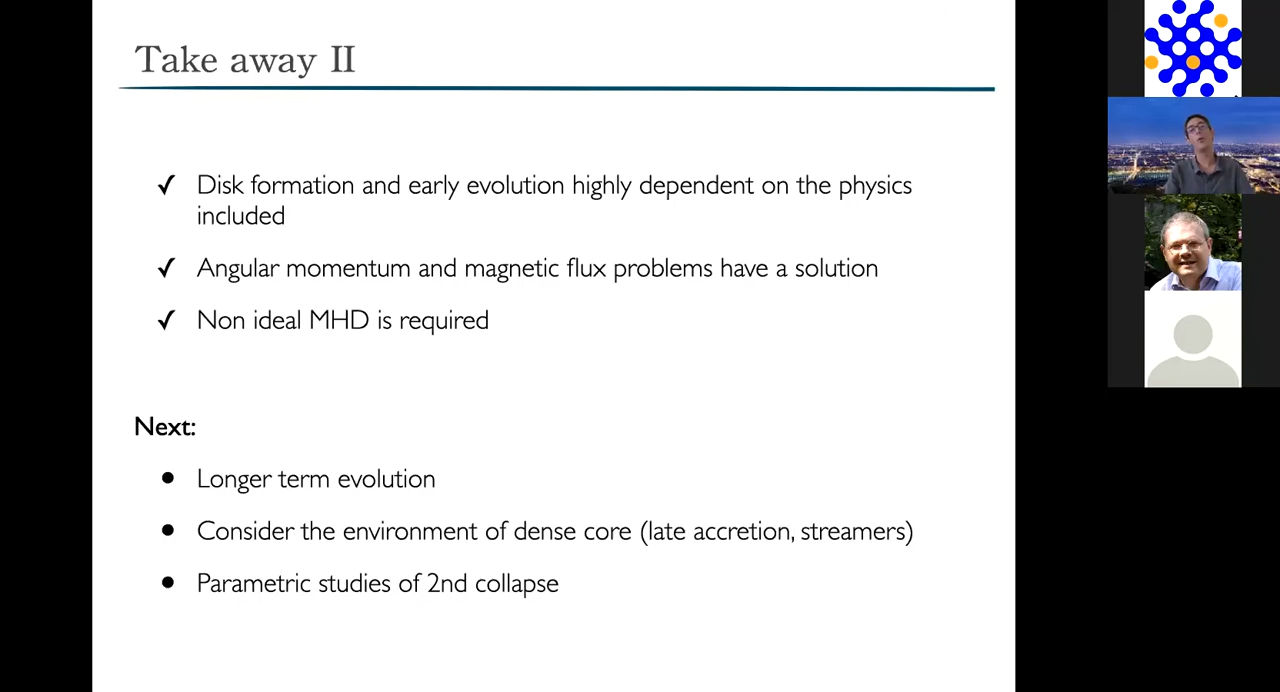 Take away II
✓ Disk formation and early evolution highly dependent on the physics
included
✓ Angular momentum and magnetic flux problems have a solution
✓ Non ideal MHD is required
Next:
● Longer term evolution
● Consider the environment of dense core (late accretion, streamers)
● Parametric studies of 2nd collapse